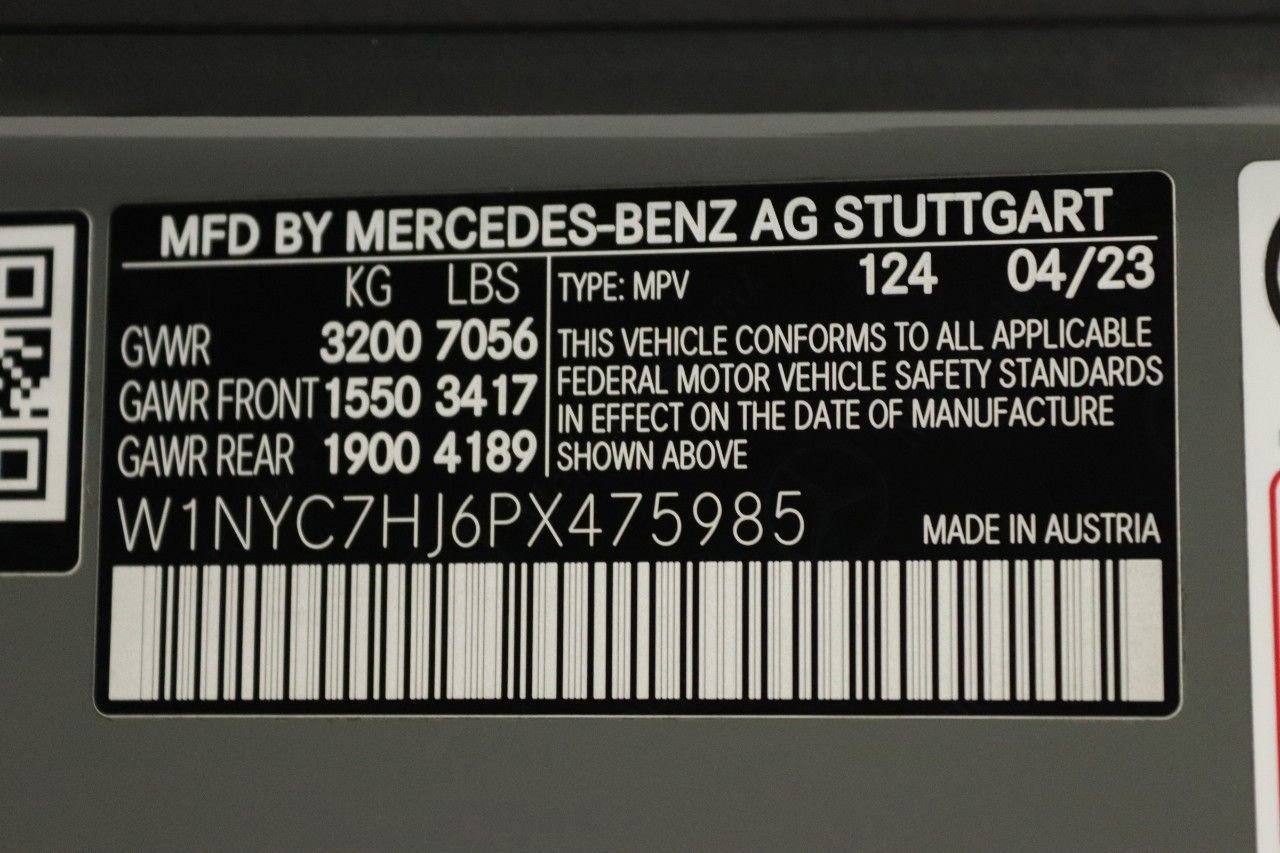 MFD BY MERCEDES-BENZ AG STUTTGART
KG LBS
GVWR 3200 7056
GAWR FRONT 1550 3417
GAWR REAR 1900 4189
TYPE: MPV 124 04/23
THIS VEHICLE CONFORMS TO ALL APPLICABLE
FEDERAL MOTOR VEHICLE SAFETY STANDARDS
IN EFFECT ON THE DATE OF MANUFACTURE
SHOWN ABOVE
W1NYC7HJ6PX475985
MADE IN AUSTRIA